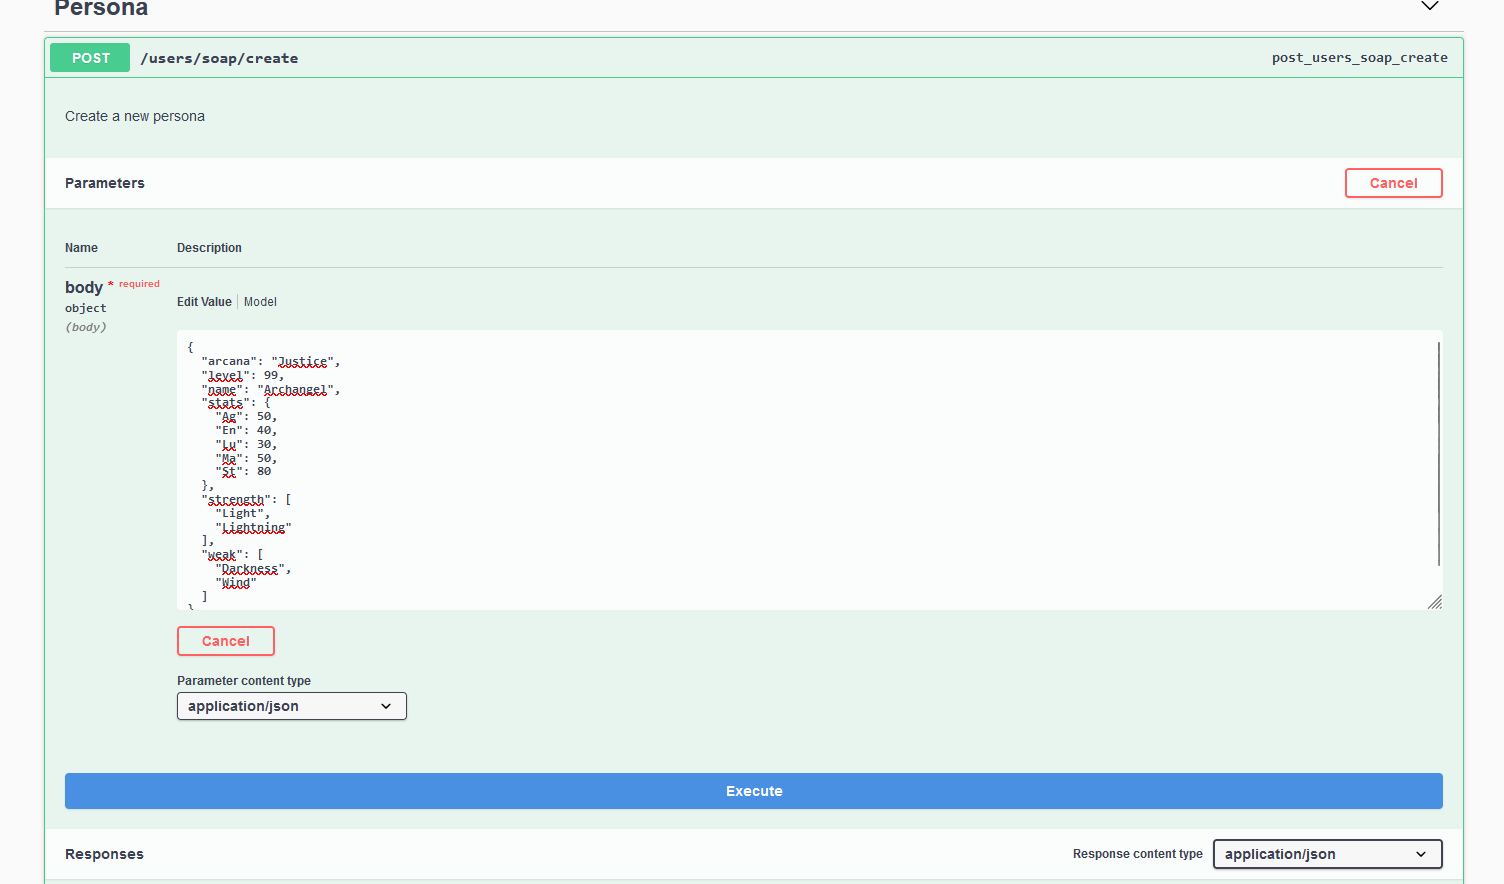 Persona
POST /users/soap/create post_users_soap_create
Create a new persona
Parameters Cancel
Name Description
body * required
object
(body)
Edit Value Model
{
  "arcana": "Justice",
  "level": 99,
  "name": "Archangel",
  "stats": {
    "Ag": 50,
    "En": 40,
    "Lu": 30,
    "Ma": 50,
    "St": 80
  },
  "strength": [
    "Light",
    "Lightning"
  ],
  "weak": [
    "Darkness",
    "Wind"
  ]
}
Cancel
Parameter content type
application/json
Execute
Responses Response content type application/json